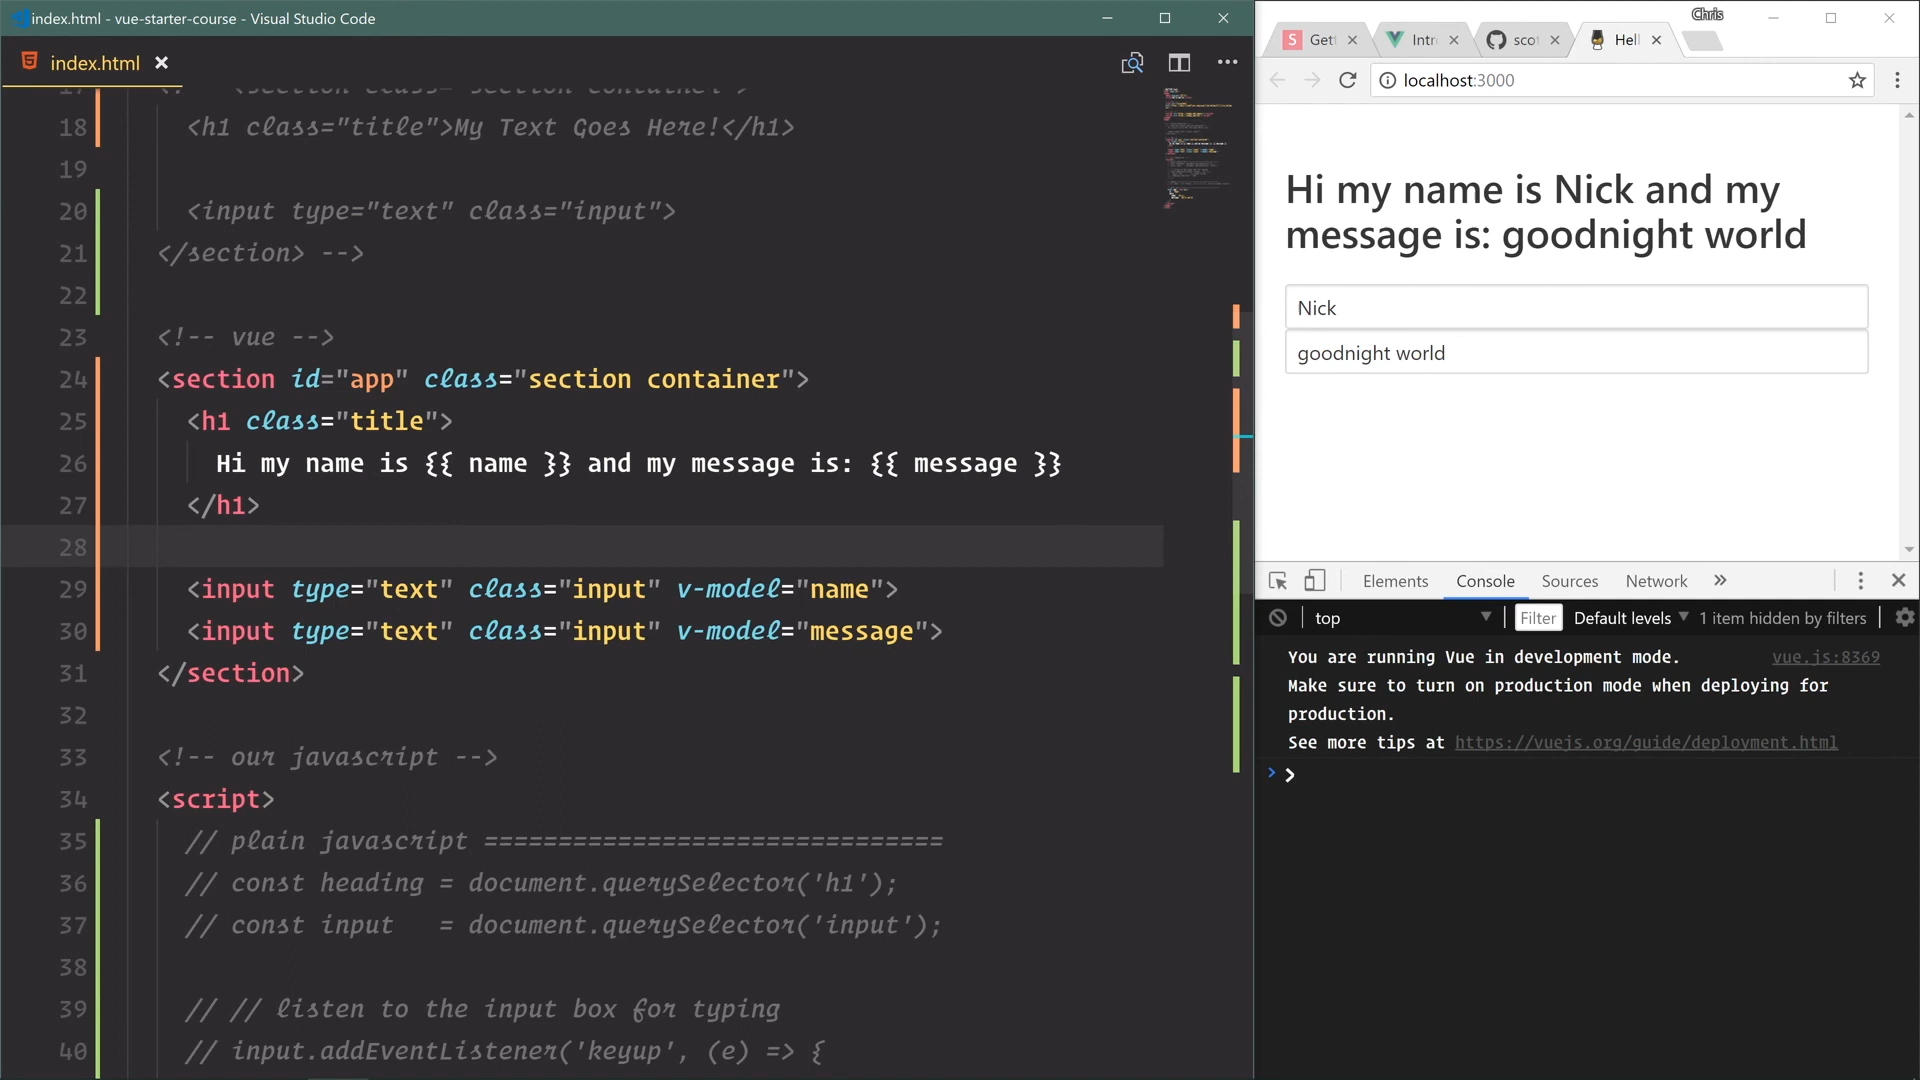 index.html - vue-starter-course - Visual Studio Code
index.html
18 <h1 class="title">My Text Goes Here!</h1>
19
20 <input type="text" class="input">
21 </section> -->
22
23 <!-- vue -->
24 <section id="app" class="section container">
25 <h1 class="title">
26 Hi my name is {{ name }} and my message is: {{ message }}
27 </h1>
28
29 <input type="text" class="input" v-model="name">
30 <input type="text" class="input" v-model="message">
31 </section>
32
33 <!-- our javascript -->
34 <script>
35 // plain javascript ===============================
36 // const heading = document.querySelector('h1');
37 // const input   = document.querySelector('input');
38
39 // // listen to the input box for typing
40 // input.addEventListener('keyup', (e) => {
Chris
Get Intr sco Hell
localhost:3000
Hi my name is Nick and my
message is: goodnight world
Nick
goodnight world
Elements Console Sources Network »
top Filter Default levels 1 item hidden by filters
You are running Vue in development mode. vue.js:8369
Make sure to turn on production mode when deploying for
production.
See more tips at https://vuejs.org/guide/deployment.html